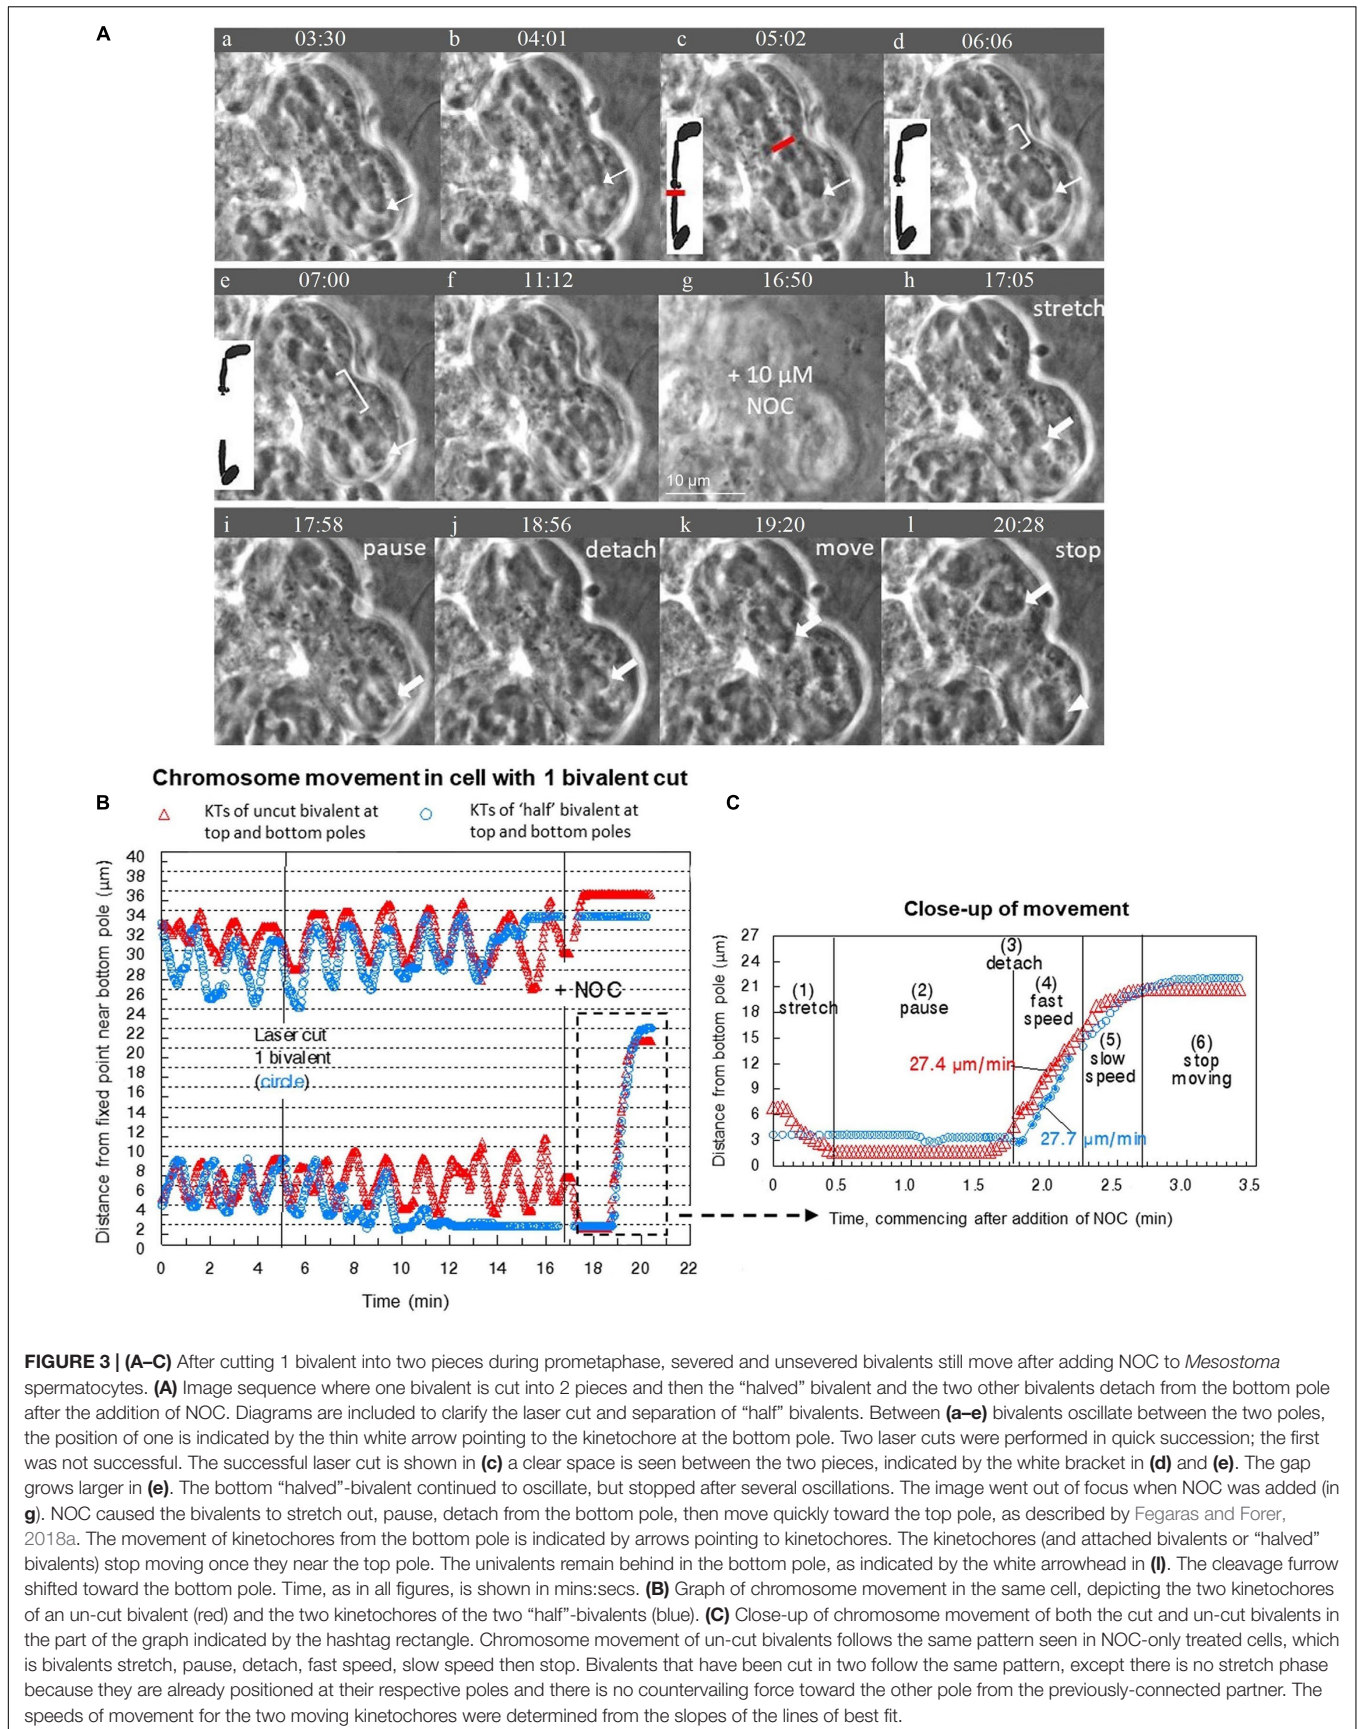 A
a 03:30
b 04:01
c 05:02
d 06:06
e 07:00
f 11:12
g 16:50
h 17:05
stretch
+ 10 μM
NOC
10 μm
i 17:58
j 18:56
k 19:20
l 20:28
pause
detach
move
stop
Chromosome movement in cell with 1 bivalent cut
B
KTs of uncut bivalent at
top and bottom poles
KTs of ‘half’ bivalent at
top and bottom poles
Distance from fixed point near bottom pole (μm)
40
38
36
34
32
30
28
26
24
22
20
18
16
14
12
10
8
6
4
2
0
+ NOC
Laser cut
1 bivalent
(circle)
0 2 4 6 8 10 12 14 16 18 20 22
Time (min)
C
Close-up of movement
Distance from bottom pole (μm)
27
24
21
18
15
12
9
6
3
0
(1)
stretch
(2)
pause
(3)
detach
(4)
fast
speed
(5)
slow
speed
(6)
stop
moving
27.4 μm/min
27.7 μm/min
0 0.5 1.0 1.5 2.0 2.5 3.0 3.5
Time, commencing after addition of NOC (min)
FIGURE 3 | (A–C) After cutting 1 bivalent into two pieces during prometaphase, severed and unsevered bivalents still move after adding NOC to Mesostoma
spermatocytes. (A) Image sequence where one bivalent is cut into 2 pieces and then the “halved” bivalent and the two other bivalents detach from the bottom pole
after the addition of NOC. Diagrams are included to clarify the laser cut and separation of “half” bivalents. Between (a–e) bivalents oscillate between the two poles,
the position of one is indicated by the thin white arrow pointing to the kinetochore at the bottom pole. Two laser cuts were performed in quick succession; the first
was not successful. The successful laser cut is shown in (c) a clear space is seen between the two pieces, indicated by the white bracket in (d) and (e). The gap
grows larger in (e). The bottom “halved”-bivalent continued to oscillate, but stopped after several oscillations. The image went out of focus when NOC was added (in
g). NOC caused the bivalents to stretch out, pause, detach from the bottom pole, then move quickly toward the top pole, as described by Fegaras and Forer,
2018a. The movement of kinetochores from the bottom pole is indicated by arrows pointing to kinetochores. The kinetochores (and attached bivalents or “halved”
bivalents) stop moving once they near the top pole. The univalents remain behind in the bottom pole, as indicated by the white arrowhead in (l). The cleavage furrow
shifted toward the bottom pole. Time, as in all figures, is shown in mins:secs. (B) Graph of chromosome movement in the same cell, depicting the two kinetochores
of an un-cut bivalent (red) and the two kinetochores of the two “half”-bivalents (blue). (C) Close-up of chromosome movement of both the cut and un-cut bivalents in
the part of the graph indicated by the hashtag rectangle. Chromosome movement of un-cut bivalents follows the same pattern seen in NOC-only treated cells, which
is bivalents stretch, pause, detach, fast speed, slow speed then stop. Bivalents that have been cut in two follow the same pattern, except there is no stretch phase
because they are already positioned at their respective poles and there is no countervailing force toward the other pole from the previously-connected partner. The
speeds of movement for the two moving kinetochores were determined from the slopes of the lines of best fit.